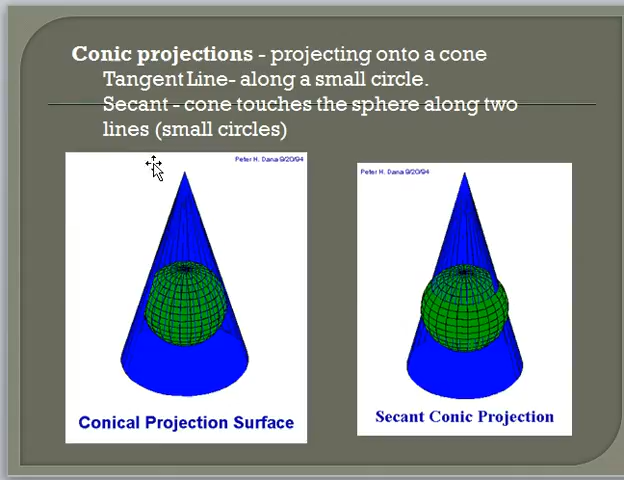 Conic projections - projecting onto a cone
Tangent Line- along a small circle.
Secant - cone touches the sphere along two
lines (small circles)
Peter H. Dana 9/20/94
Conical Projection Surface
Peter H. Dana 9/20/94
Secant Conic Projection